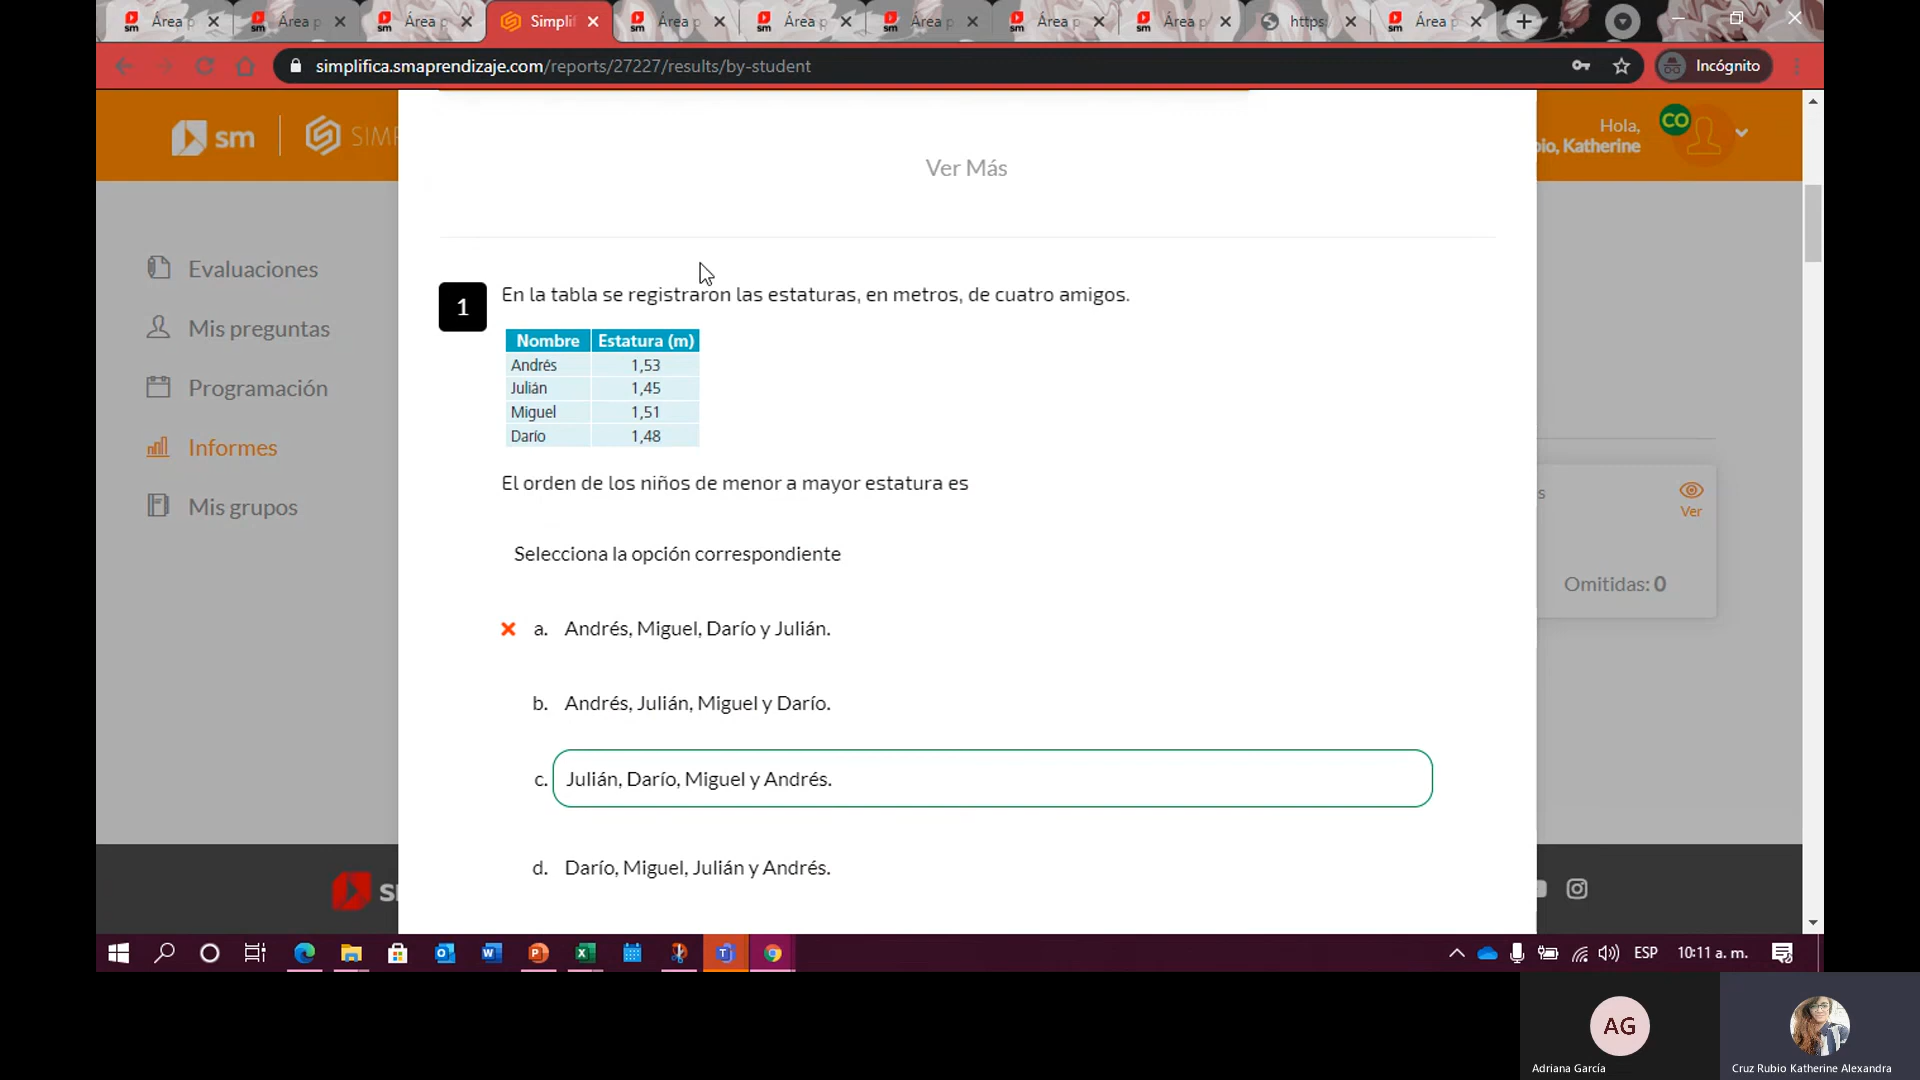 Área p
Área p
Área p
Simplif
Área p
Área p
Área p
Área p
Área p
https:
Área p
simplifica.smaprendizaje.com/reports/27227/results/by-student
Incógnito
sm
SIMP
Hola,
bio, Katherine
CO
Ver Más
Evaluaciones
Mis preguntas
Programación
Informes
Mis grupos
1
En la tabla se registraron las estaturas, en metros, de cuatro amigos.
Nombre Estatura (m)
Andrés 1,53
Julián 1,45
Miguel 1,51
Darío 1,48
El orden de los niños de menor a mayor estatura es
Selecciona la opción correspondiente
a. Andrés, Miguel, Darío y Julián.
b. Andrés, Julián, Miguel y Darío.
c. Julián, Darío, Miguel y Andrés.
d. Darío, Miguel, Julián y Andrés.
s
Ver
Omitidas: 0
s
ESP
10:11 a. m.
AG
Adriana García
Cruz Rubio Katherine Alexandra